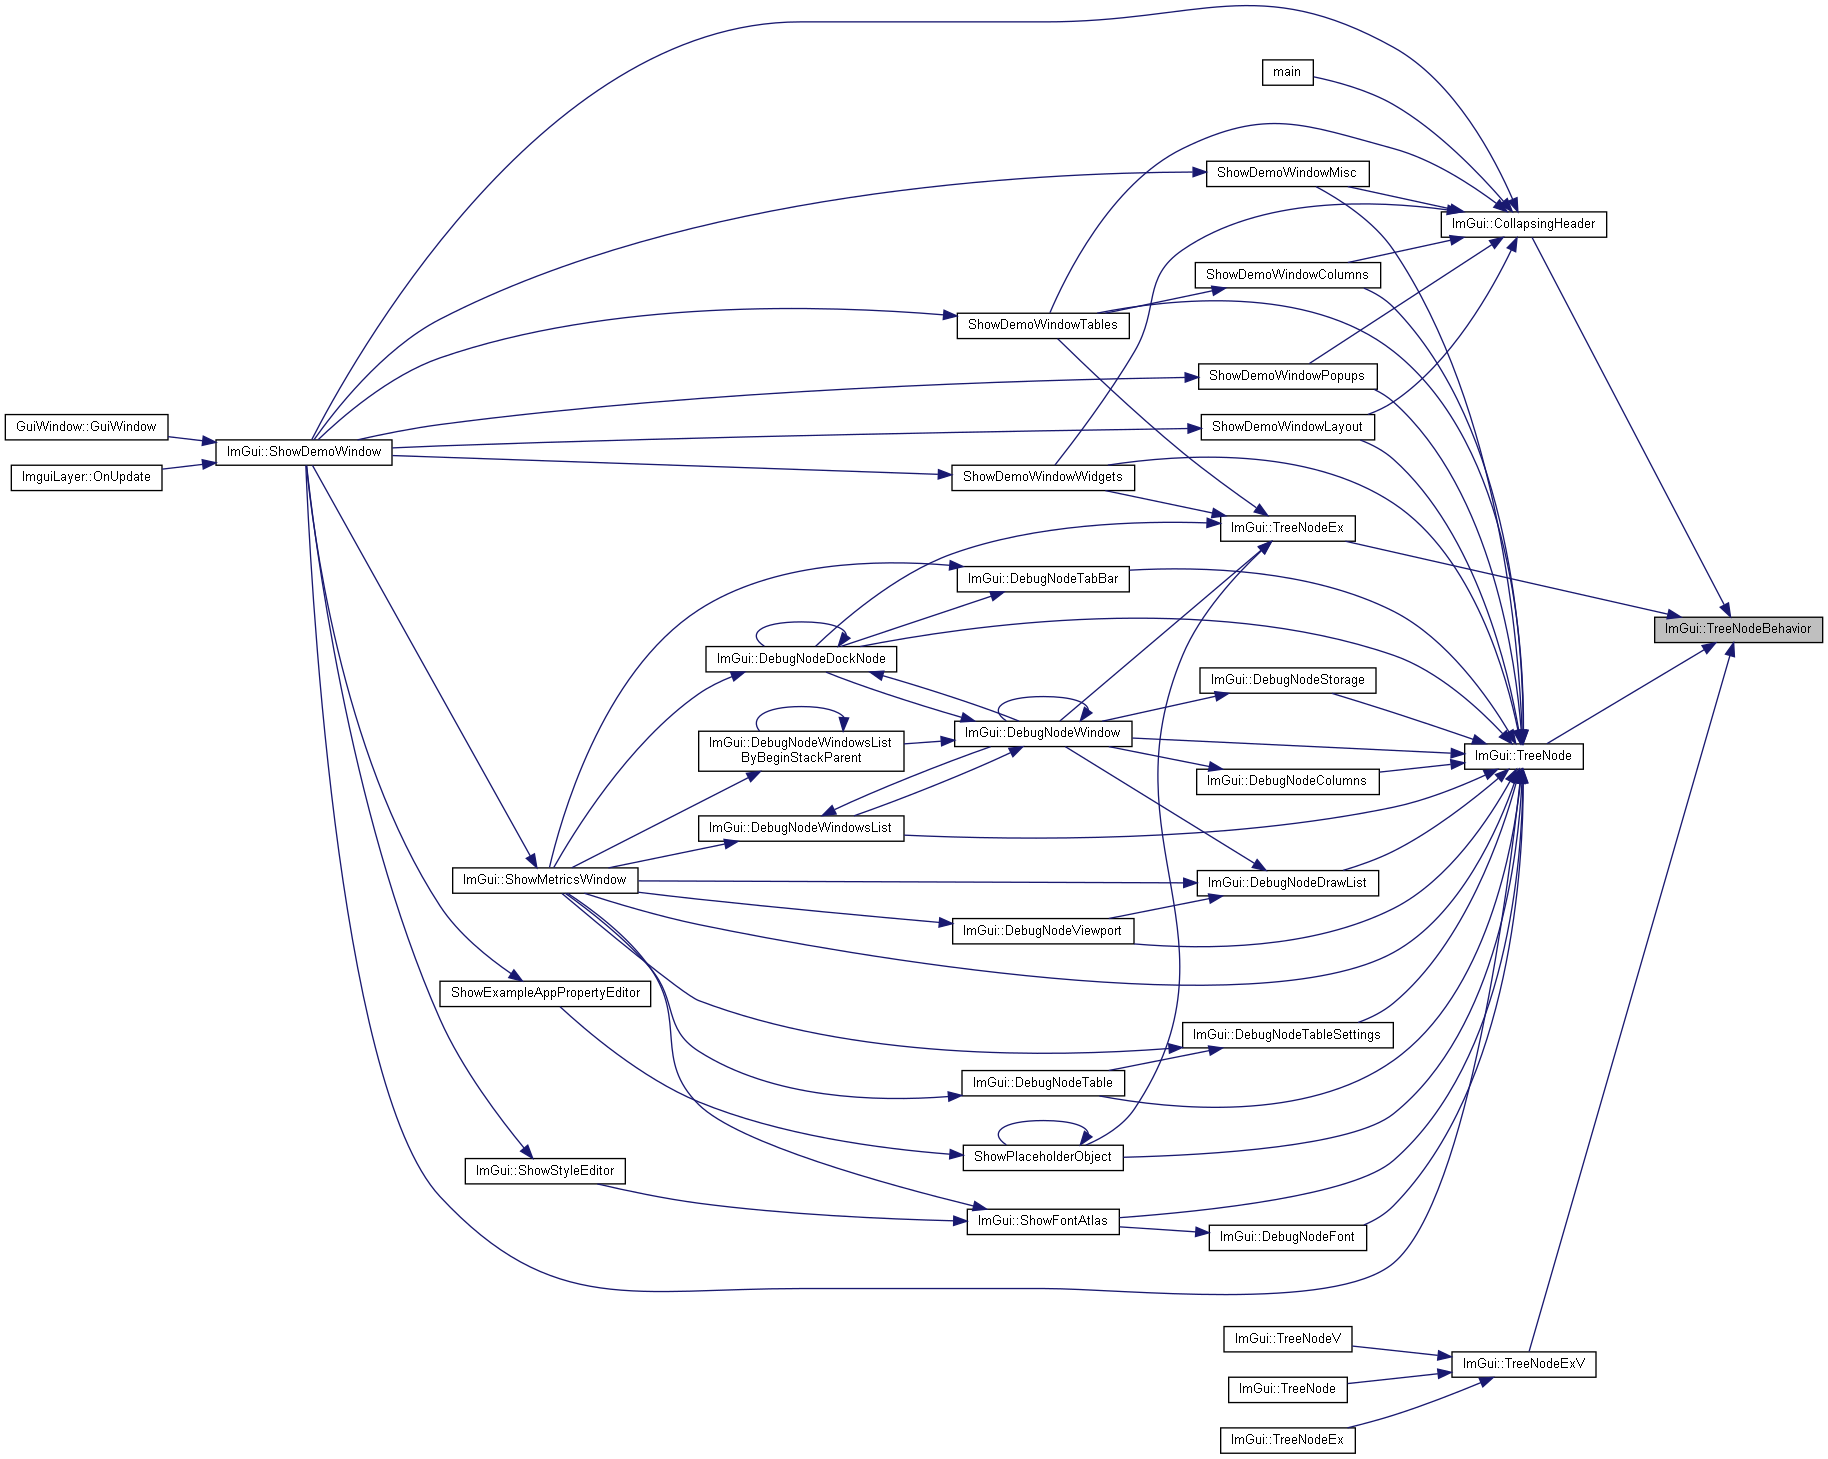 main
ShowDemoWindowMisc
ImGui::CollapsingHeader
ShowDemoWindowColumns
ShowDemoWindowTables
ShowDemoWindowPopups
GuiWindow::GuiWindow
ShowDemoWindowLayout
ImGui::ShowDemoWindow
ImguiLayer::OnUpdate
ShowDemoWindowWidgets
ImGui::TreeNodeEx
ImGui::DebugNodeTabBar
ImGui::TreeNodeBehavior
ImGui::DebugNodeDockNode
ImGui::DebugNodeStorage
ImGui::DebugNodeWindow
ImGui::DebugNodeWindowsList
ByBeginStackParent
ImGui::TreeNode
ImGui::DebugNodeColumns
ImGui::DebugNodeWindowsList
ImGui::ShowMetricsWindow
ImGui::DebugNodeDrawList
ImGui::DebugNodeViewport
ShowExampleAppPropertyEditor
ImGui::DebugNodeTableSettings
ImGui::DebugNodeTable
ShowPlaceholderObject
ImGui::ShowStyleEditor
ImGui::ShowFontAtlas
ImGui::DebugNodeFont
ImGui::TreeNodeV
ImGui::TreeNodeExV
ImGui::TreeNode
ImGui::TreeNodeEx